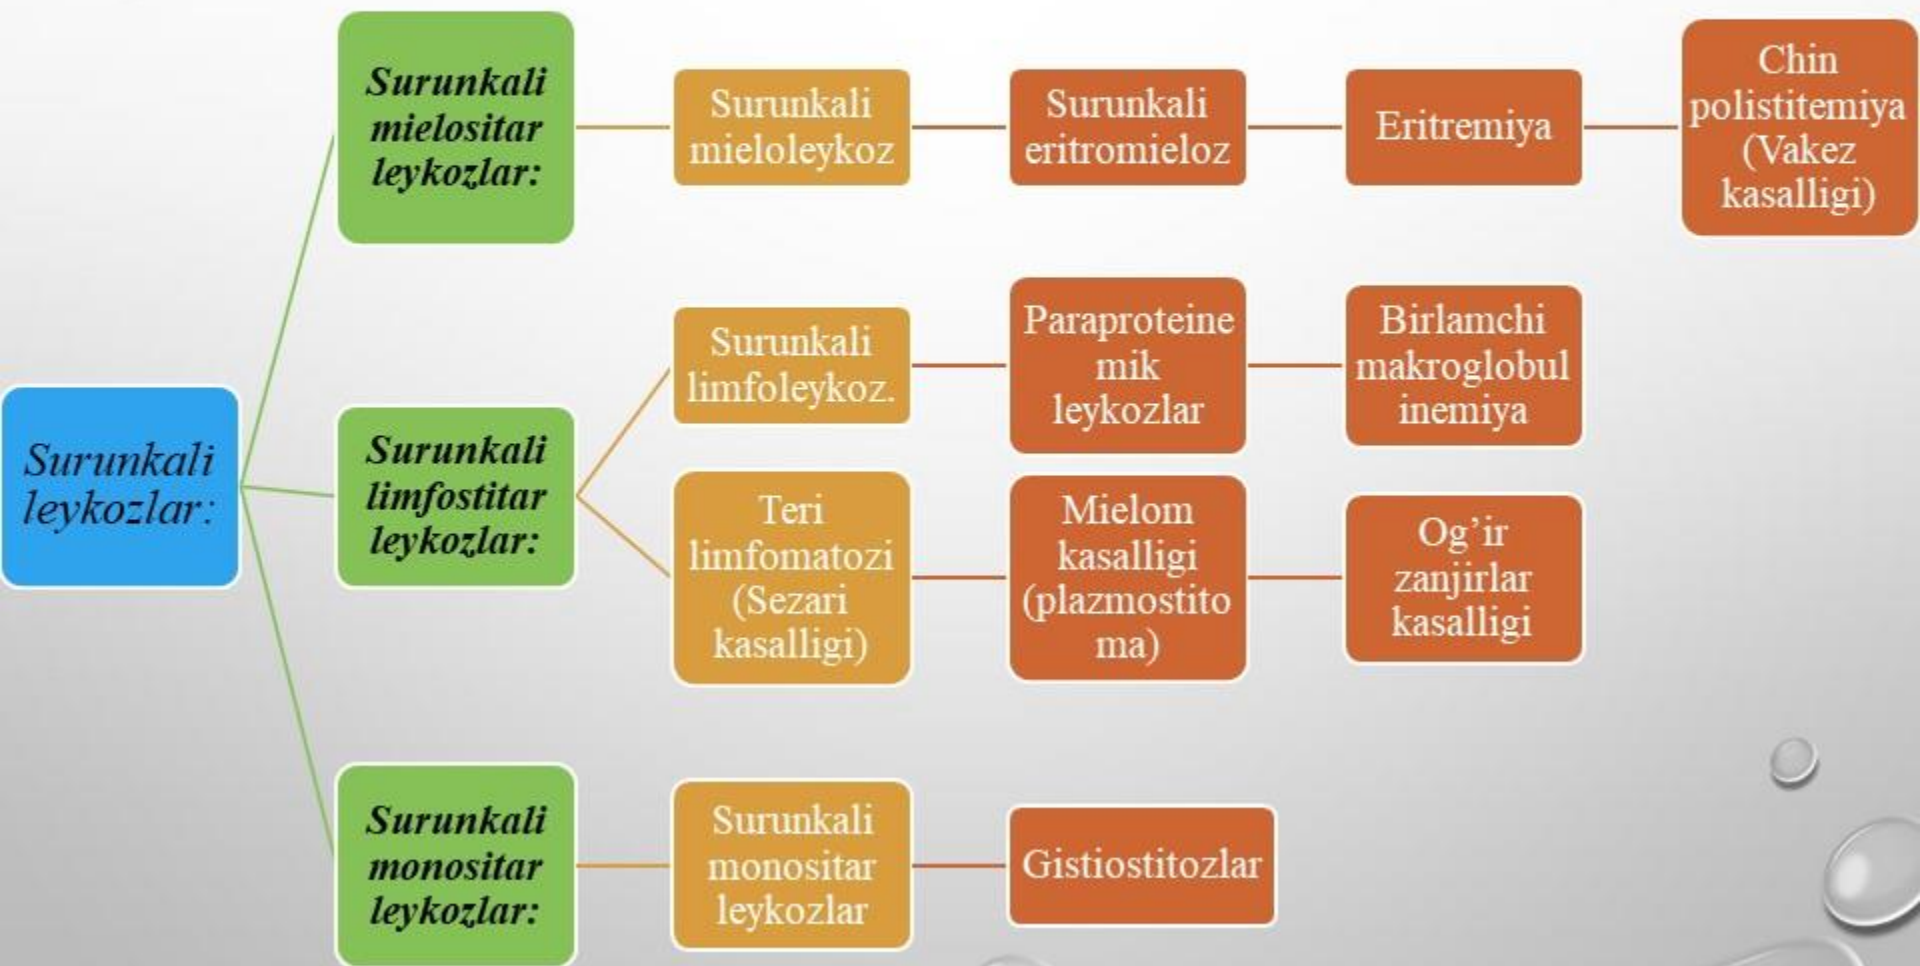 Surunkali
leykozlar:
Surunkali
mielositar
leykozlar:
Surunkali
mieloleykoz
Surunkali
eritromieloz
Eritremiya
Chin
polistitemiya
(Vakez
kasalligi)
Surunkali
limfostitar
leykozlar:
Surunkali
limfoleykoz.
Paraproteine
mik
leykozlar
Birlamchi
makroglobul
inemiya
Teri
limfomatozi
(Sezari
kasalligi)
Mielom
kasalligi
(plazmostito
ma)
Og’ir
zanjirlar
kasalligi
Surunkali
monositar
leykozlar:
Surunkali
monositar
leykozlar
Gistiostitozlar